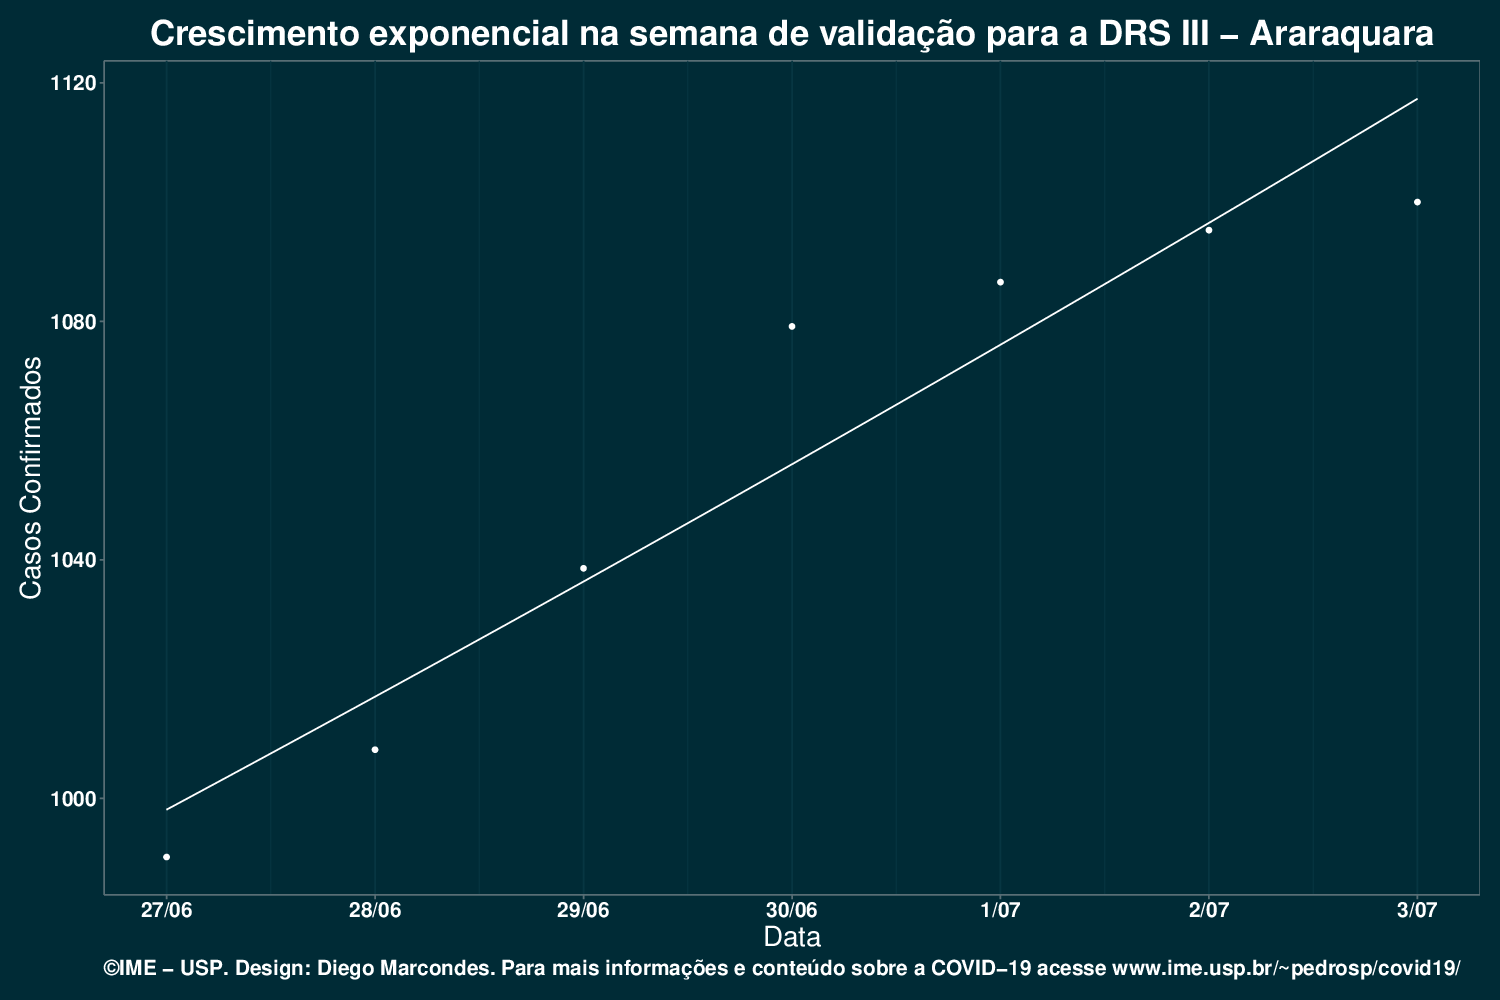 Crescimento exponencial na semana de validação para a DRS III – Araraquara
Casos Confirmados
1120
1080
1040
1000
27/06 28/06 29/06 30/06 1/07 2/07 3/07
Data
©IME – USP. Design: Diego Marcondes. Para mais informações e conteúdo sobre a COVID–19 acesse www.ime.usp.br/~pedrosp/covid19/